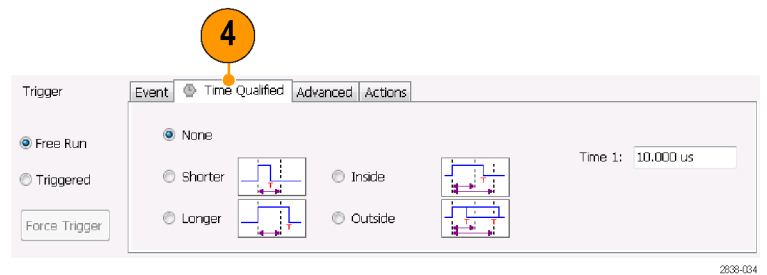 4
Trigger
Event Time Qualified Advanced Actions
Free Run
Triggered
Force Trigger
None
Shorter T Inside T
Longer T Outside T T
Time 1: 10.000 us
2838-034